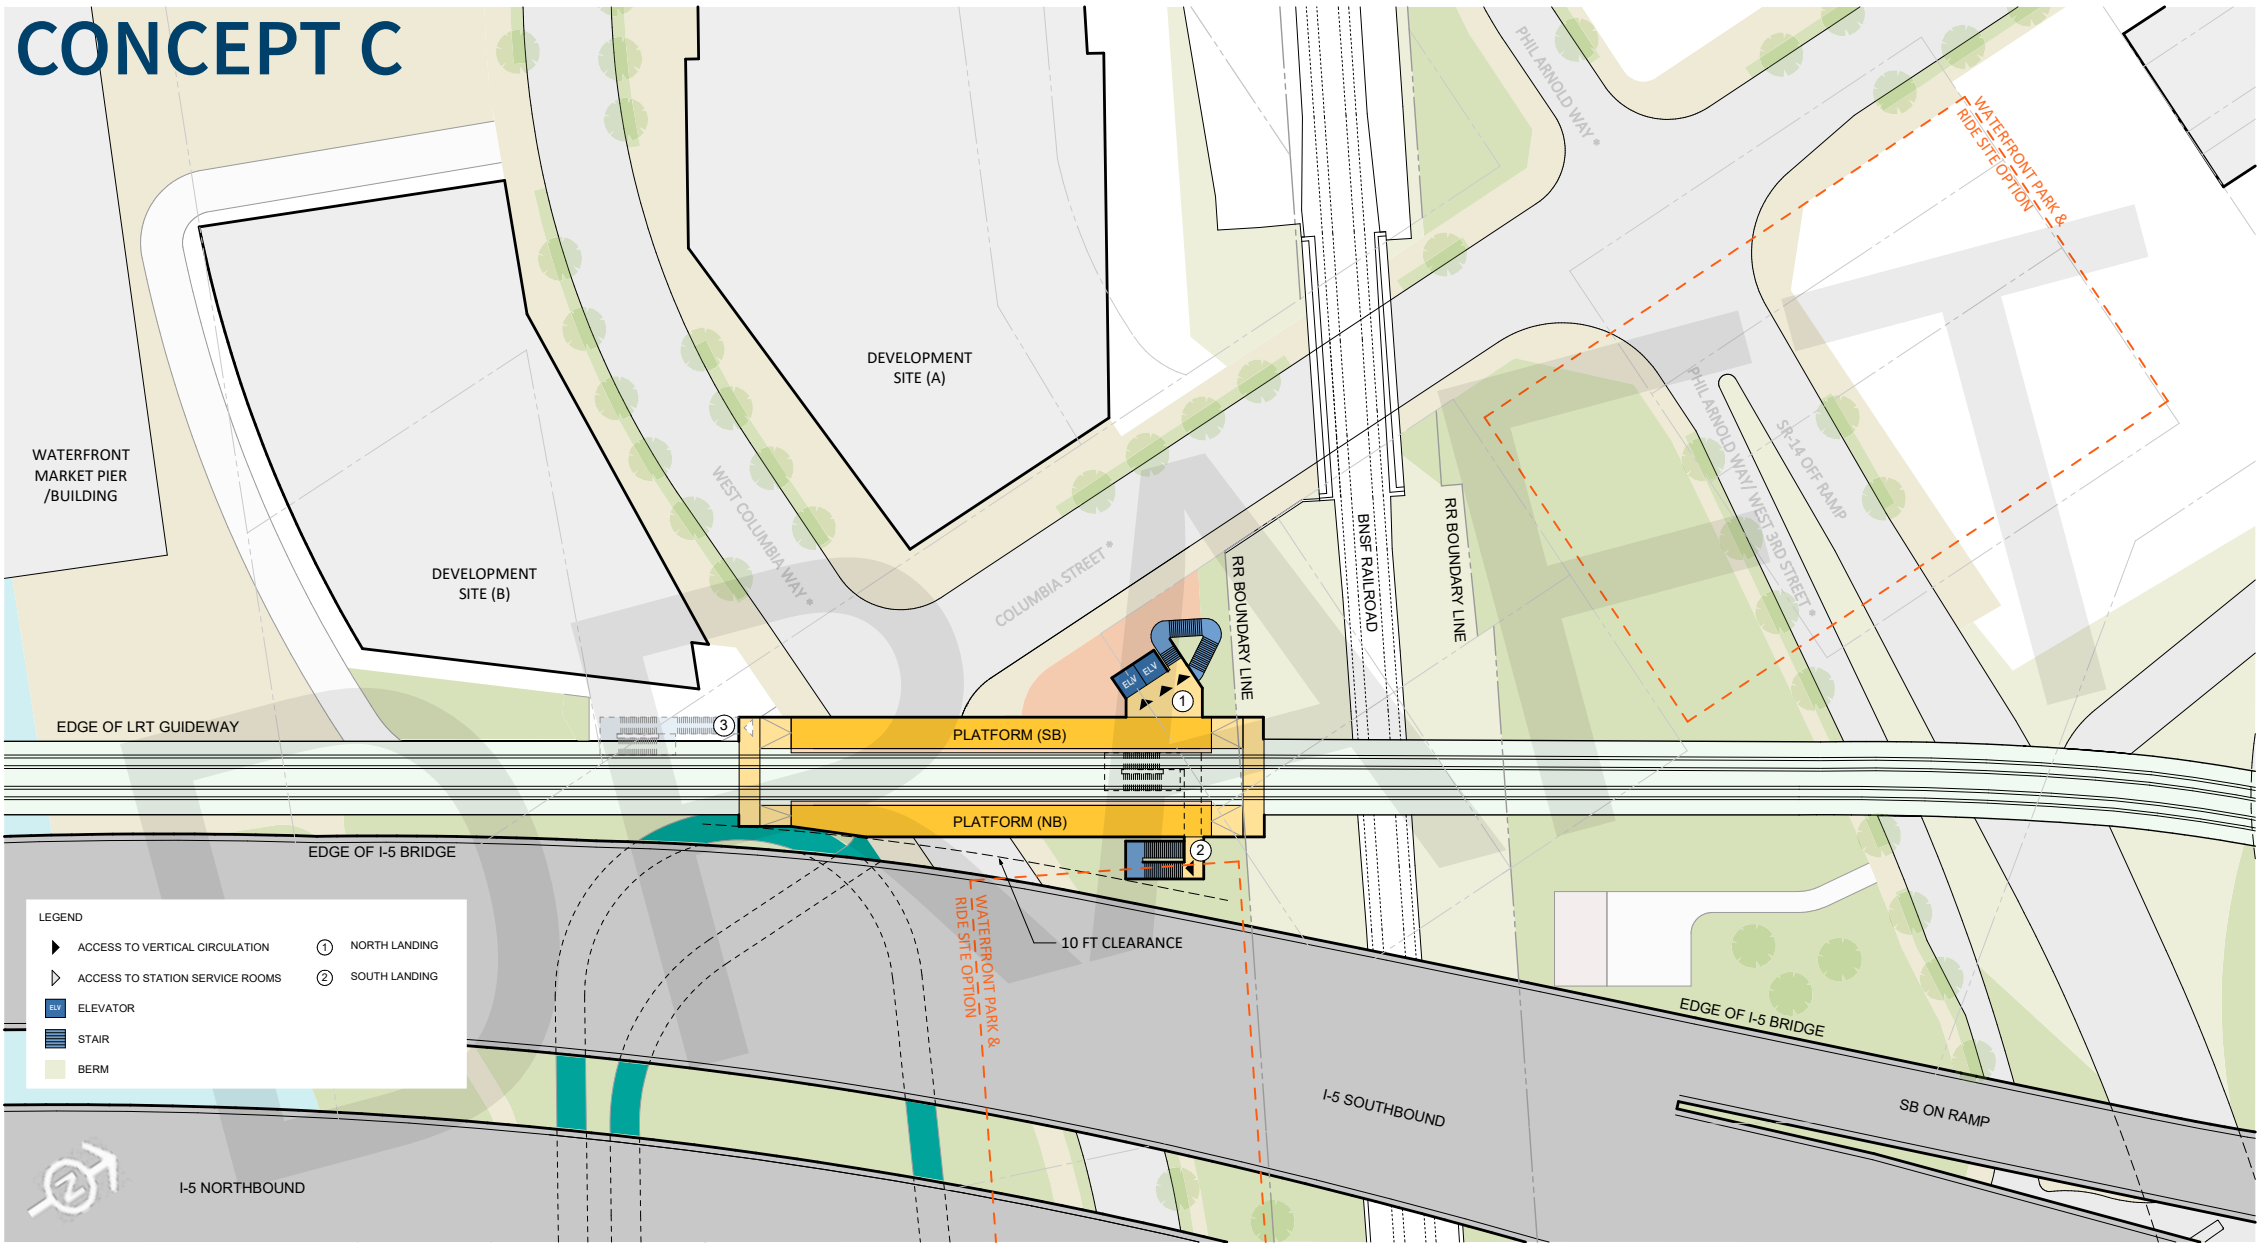 CONCEPT C
PHIL ARNOLD WAY *
WATERFRONT PARK &
RIDE SITE OPTION
DEVELOPMENT
SITE (A)
WATERFRONT
MARKET PIER
/BUILDING
DEVELOPMENT
SITE (B)
WEST COLUMBIA WAY *
COLUMBIA STREET *
RR BOUNDARY LINE
BNSF RAILROAD
RR BOUNDARY LINE
PHIL ARNOLD WAY/ WEST 3RD STREET *
SR-14 OFF RAMP
ELV
ELV
1
EDGE OF LRT GUIDEWAY
3
PLATFORM (SB)
PLATFORM (NB)
2
EDGE OF I-5 BRIDGE
WATERFRONT PARK &
RIDE SITE OPTION
10 FT CLEARANCE
LEGEND
ACCESS TO VERTICAL CIRCULATION
1 NORTH LANDING
ACCESS TO STATION SERVICE ROOMS
2 SOUTH LANDING
ELV ELEVATOR
STAIR
BERM
EDGE OF I-5 BRIDGE
I-5 SOUTHBOUND
SB ON RAMP
I-5 NORTHBOUND
Z
DRAFT